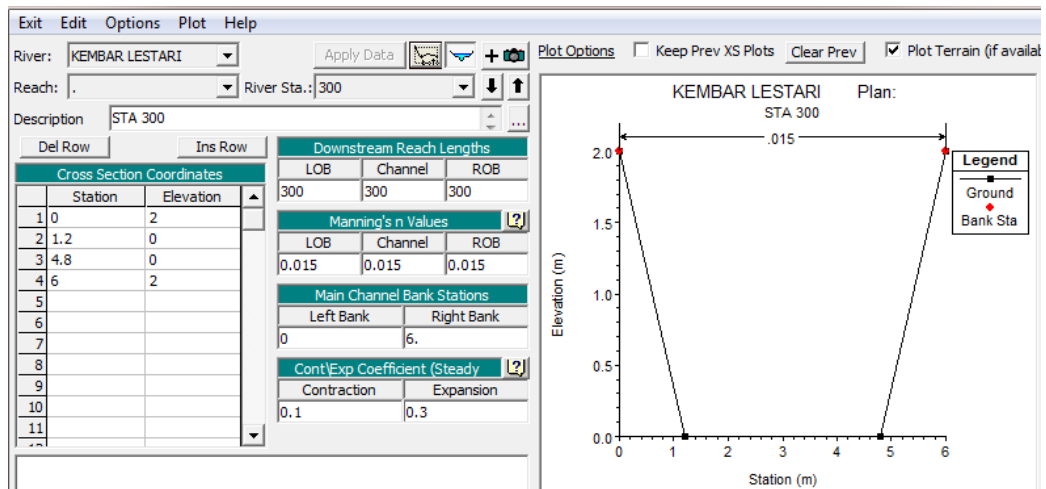 Exit Edit Options Plot Help
River: KEMBAR LESTARI Apply Data +
Reach: . River Sta.: 300
Description STA 300 ...
Del Row Ins Row
Cross Section Coordinates
Station Elevation
1 0 2
2 1.2 0
3 4.8 0
4 6 2
5
6
7
8
9
10
11
Downstream Reach Lengths
LOB Channel ROB
300 300 300
Manning's n Values ?
LOB Channel ROB
0.015 0.015 0.015
Main Channel Bank Stations
Left Bank Right Bank
0 6.
Cont\Exp Coefficient (Steady ?
Contraction Expansion
0.1 0.3
Plot Options Keep Prev XS Plots Clear Prev Plot Terrain (if availab
KEMBAR LESTARI Plan:
STA 300
.015
2.0
1.5
1.0
0.5
0.0
0 1 2 3 4 5 6
Elevation (m)
Station (m)
Legend
Ground
Bank Sta